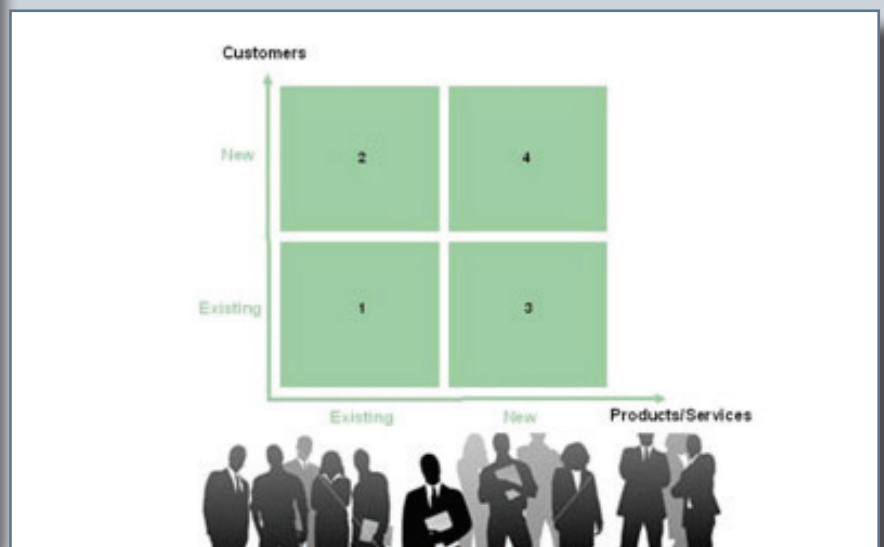 Customers
New
2
4
Existing
1
3
Existing
New
Products/Services